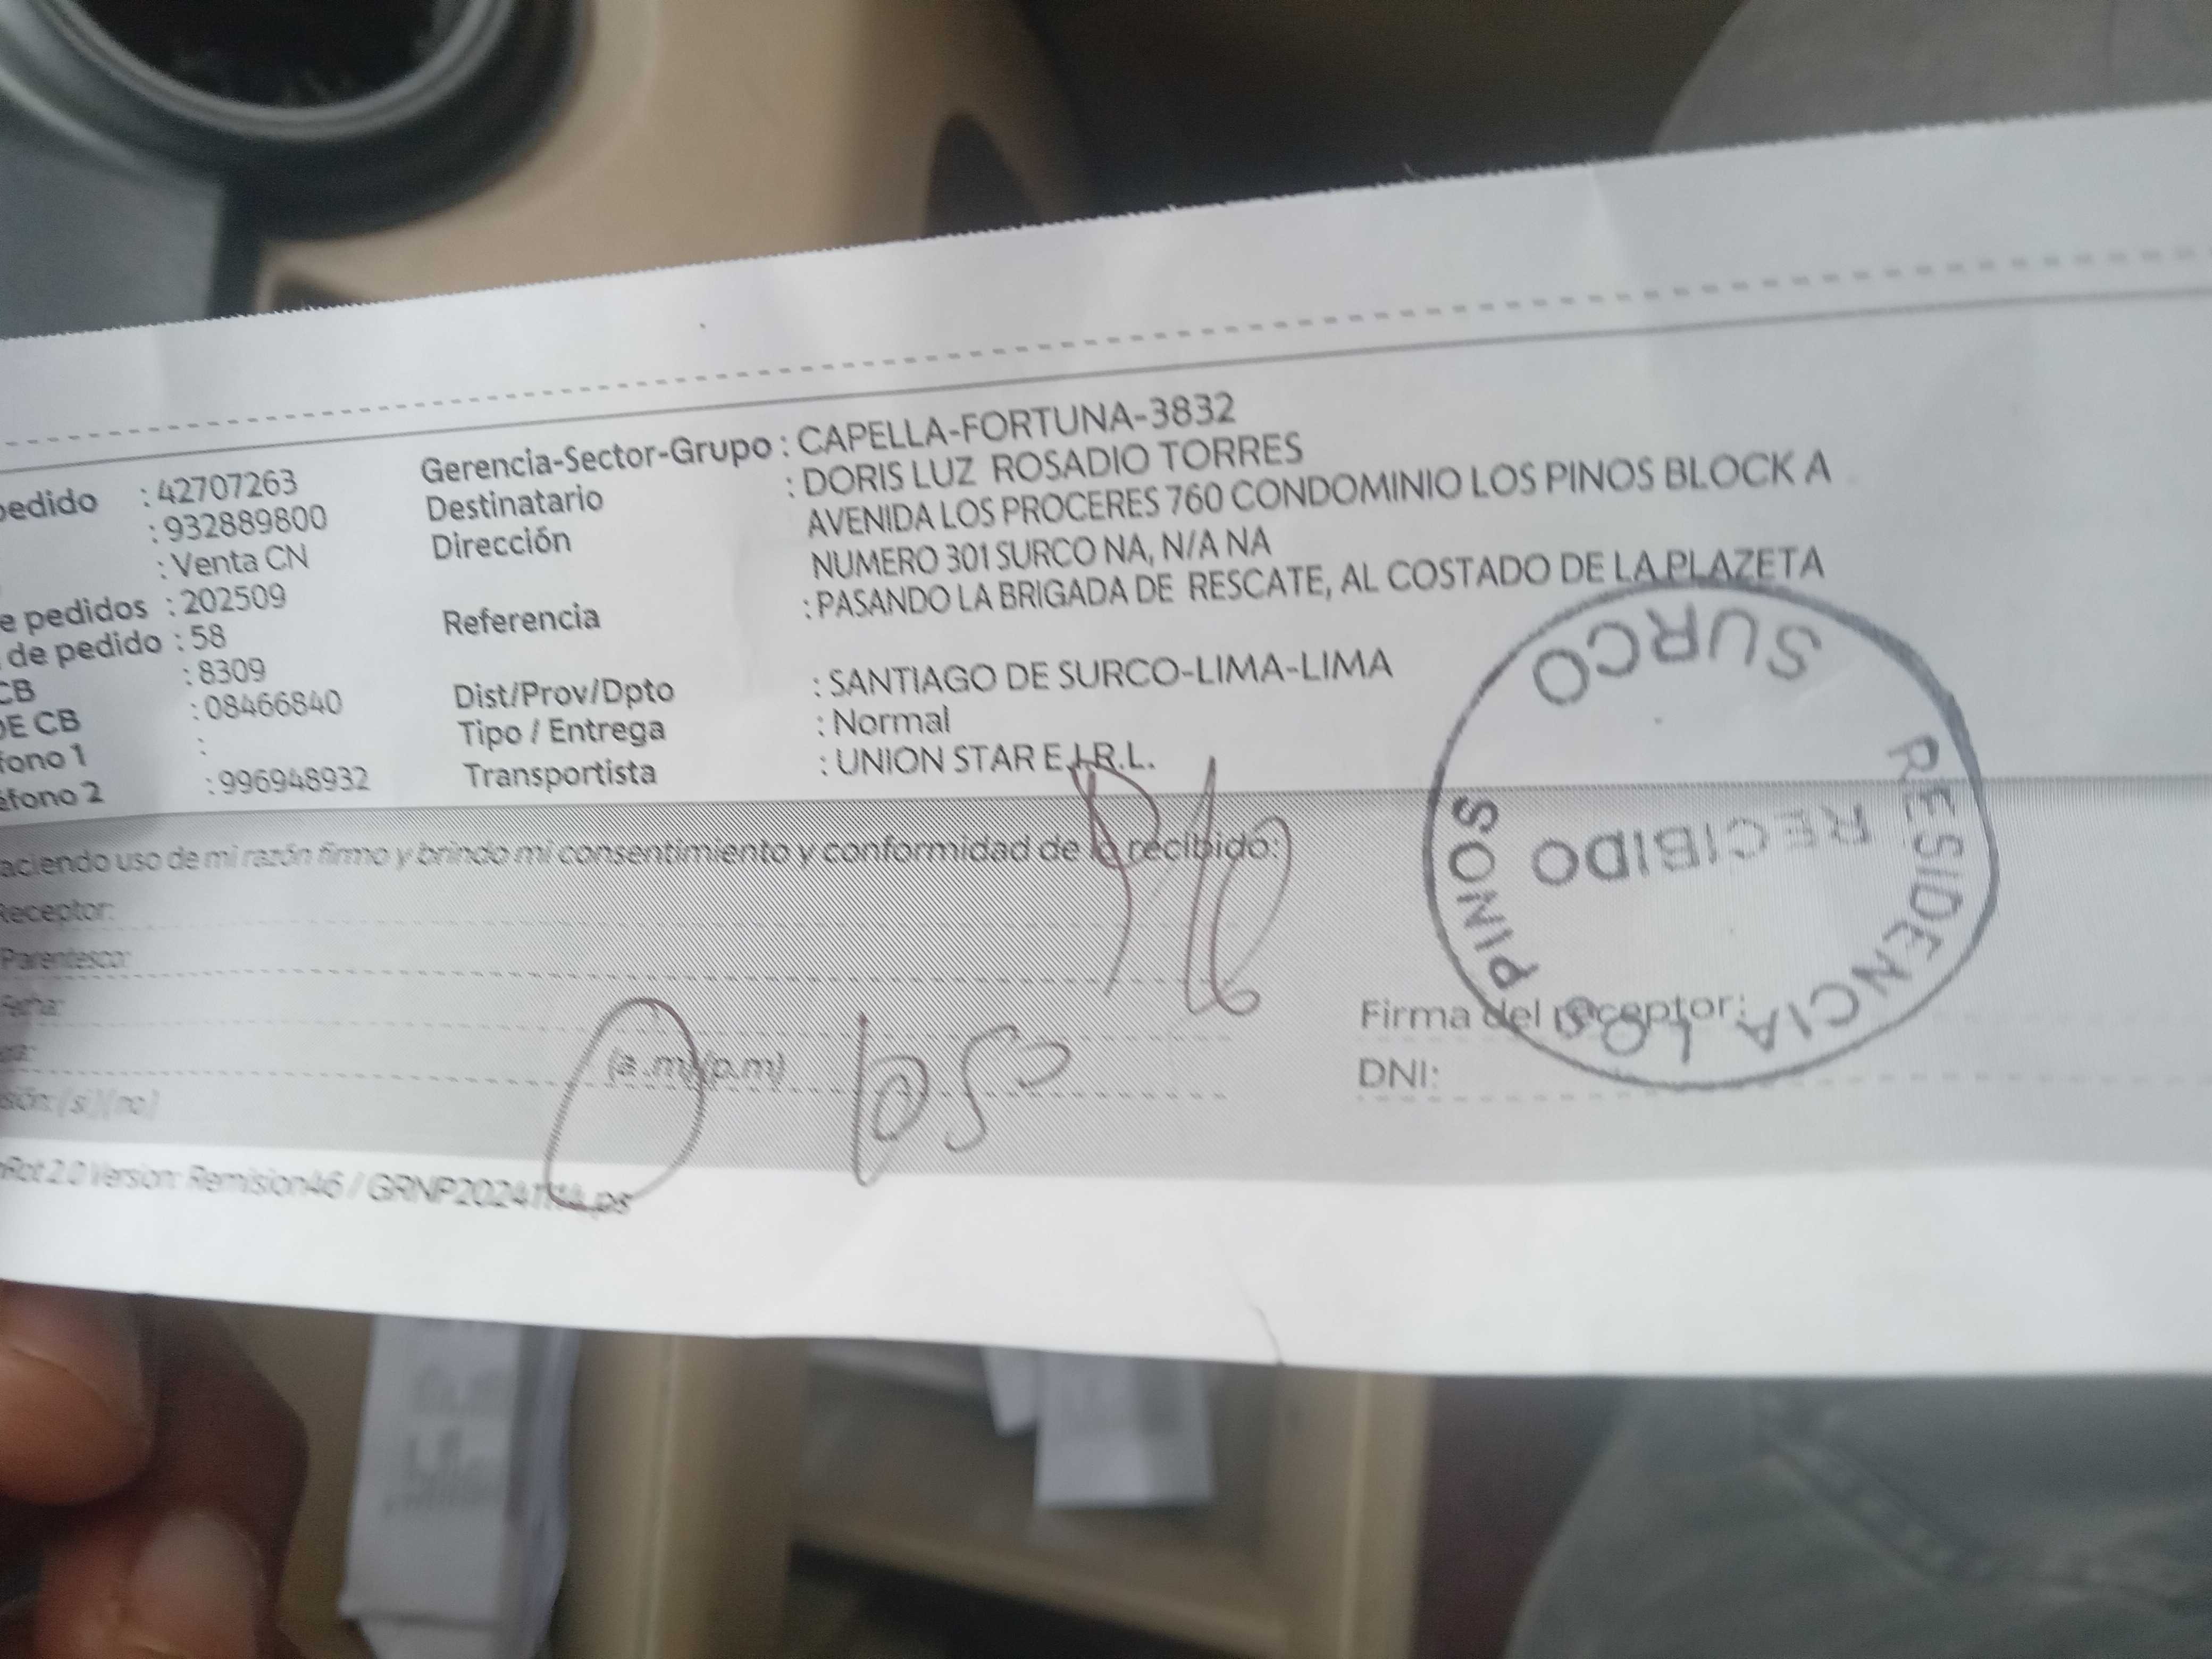 pedido : 42707263
: 932889800
: Venta CN
e pedidos : 202509
de pedido : 58
CB : 8309
DE CB : 08466840
fono 1 :
éfono 2 : 996948932
Gerencia-Sector-Grupo : CAPELLA-FORTUNA-3832
Destinatario : DORIS LUZ ROSADIO TORRES
Dirección AVENIDA LOS PROCERES 760 CONDOMINIO LOS PINOS BLOCK A
NUMERO 301 SURCO NA, N/A NA
Referencia : PASANDO LA BRIGADA DE RESCATE, AL COSTADO DE LA PLAZETA
Dist/Prov/Dpto : SANTIAGO DE SURCO-LIMA-LIMA
Tipo / Entrega : Normal
Transportista : UNION STAR E.I.R.L.
aciendo uso de mi razón firmo y brindo mi consentimiento y conformidad de lo recibido:
Receptor:
Parentesco:
Fecha:
(a.m)(p.m)
sión: (si)(no)
Firma del receptor:
DNI:
RESIDENCIA LOS PINOS
RECIBIDO
SURCO
Rot 2.0 Version: Remision46 / GRNP20241114.ps